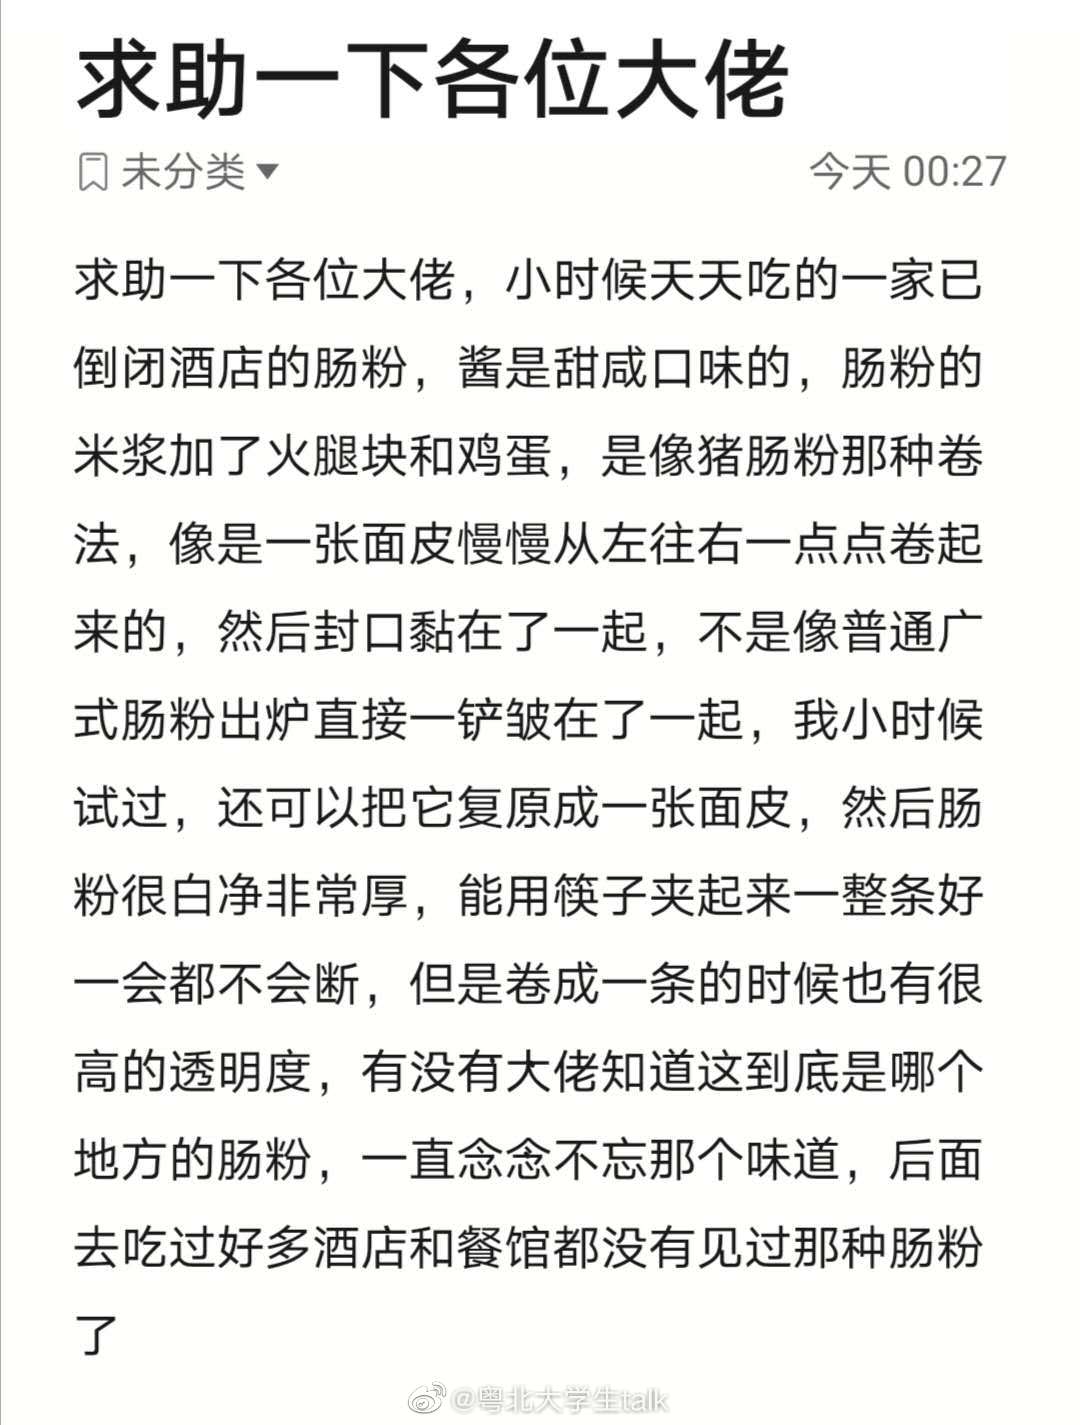 求助一下各位大佬
未分类
今天 00:27
求助一下各位大佬，小时候天天吃的一家已
倒闭酒店的肠粉，酱是甜咸口味的，肠粉的
米浆加了火腿块和鸡蛋，是像猪肠粉那种卷
法，像是一张面皮慢慢从左往右一点点卷起
来的，然后封口黏在了一起，不是像普通广
式肠粉出炉直接一铲皱在了一起，我小时候
试过，还可以把它复原成一张面皮，然后肠
粉很白净非常厚，能用筷子夹起来一整条好
一会都不会断，但是卷成一条的时候也有很
高的透明度，有没有大佬知道这到底是哪个
地方的肠粉，一直念念不忘那个味道，后面
去吃过好多酒店和餐馆都没有见过那种肠粉
了
@粤北大学生talk